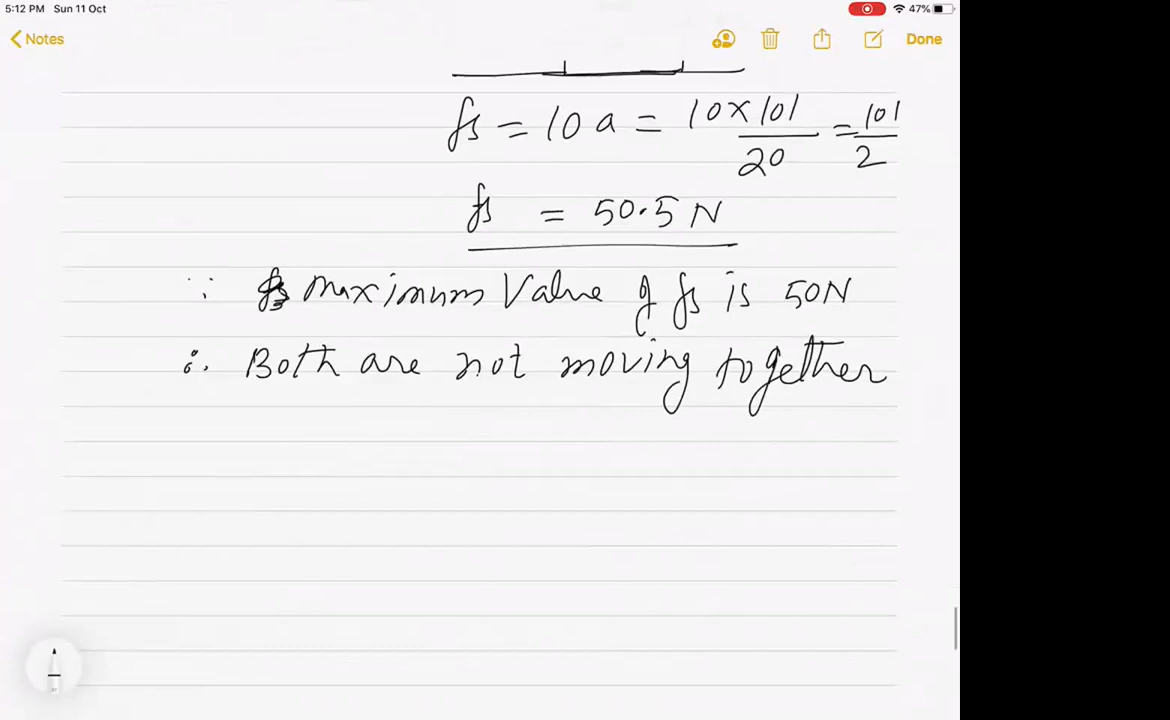 5:12 PM Sun 11 Oct
47%
Notes
Done
fs = 10 a = 10 x 101 / 20 = 101 / 2
fs = 50.5 N
∵ maximum Value of fs is 50N
∴ Both are not moving together